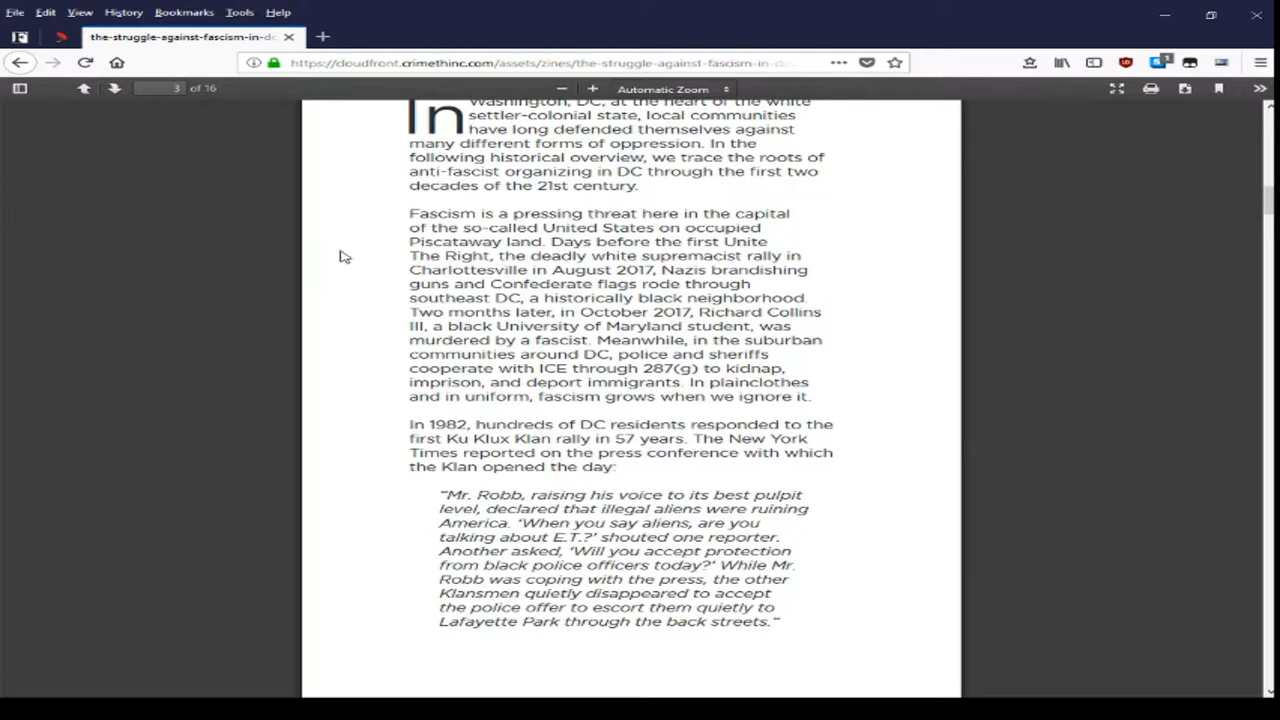 File Edit View History Bookmarks Tools Help
the-struggle-against-fascism-in-dc
https://cloudfront.crimethinc.com/assets/zines/the-struggle-against-fascism-in-dc
3 of 16
Automatic Zoom
In Washington, DC, at the heart of the white
settler-colonial state, local communities
have long defended themselves against
many different forms of oppression. In the
following historical overview, we trace the roots of
anti-fascist organizing in DC through the first two
decades of the 21st century.
Fascism is a pressing threat here in the capital
of the so-called United States on occupied
Piscataway land. Days before the first Unite
The Right, the deadly white supremacist rally in
Charlottesville in August 2017, Nazis brandishing
guns and Confederate flags rode through
southeast DC, a historically black neighborhood.
Two months later, in October 2017, Richard Collins
III, a black University of Maryland student, was
murdered by a fascist. Meanwhile, in the suburban
communities around DC, police and sheriffs
cooperate with ICE through 287(g) to kidnap,
imprison, and deport immigrants. In plainclothes
and in uniform, fascism grows when we ignore it.
In 1982, hundreds of DC residents responded to the
first Ku Klux Klan rally in 57 years. The New York
Times reported on the press conference with which
the Klan opened the day:
"Mr. Robb, raising his voice to its best pulpit
level, declared that illegal aliens were ruining
America. 'When you say aliens, are you
talking about E.T.?' shouted one reporter.
Another asked, 'Will you accept protection
from black police officers today?' While Mr.
Robb was coping with the press, the other
Klansmen quietly disappeared to accept
the police offer to escort them quietly to
Lafayette Park through the back streets."